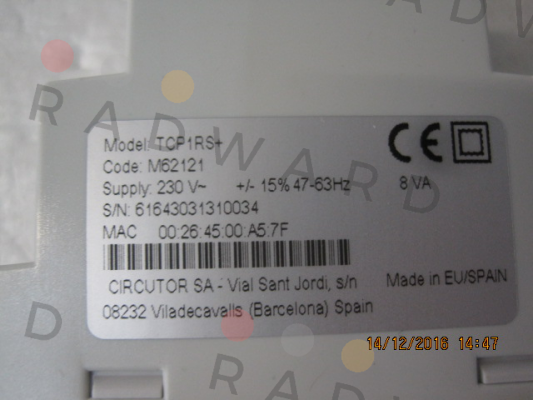 RADWARD
Model: TCP1RS+
Code: M62121
Supply: 230 V~ +/- 15% 47-63Hz 8 VA
S/N: 61643031310034
MAC 00:26:45:00:A5:7F
CIRCUTOR SA - Vial Sant Jordi, s/n Made in EU/SPAIN
08232 Viladecavalls (Barcelona) Spain
14/12/2016 14:47
D RADWA